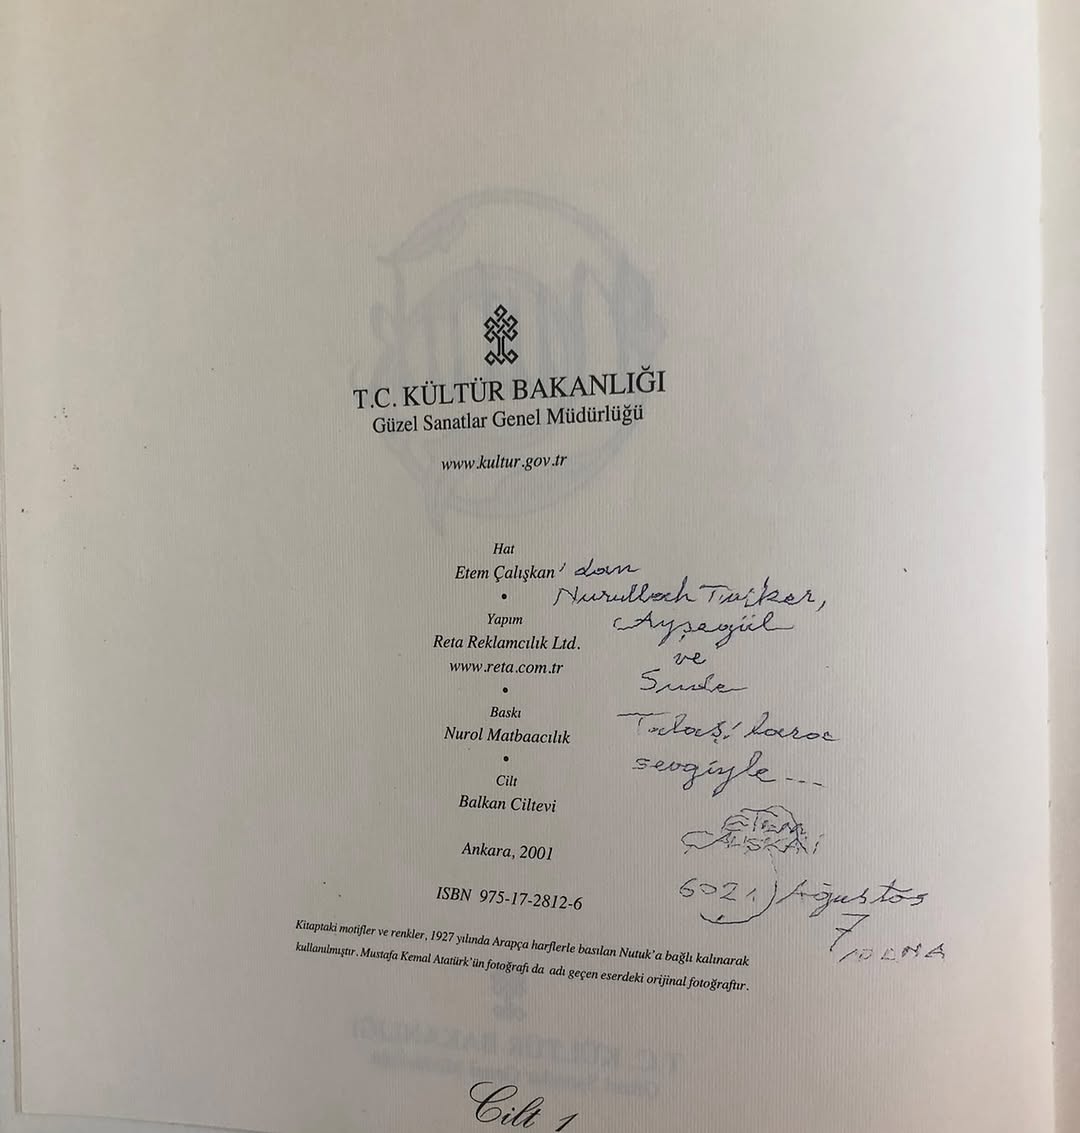 T.C. KÜLTÜR BAKANLIĞI
Güzel Sanatlar Genel Müdürlüğü
www.kultur.gov.tr
Hat
Etem Çalışkan' dan
•
Nurullah
Ayşegül
Yapım
ve
Reta Reklamcılık Ltd.
www.reta.com.tr
Sude
•
Baskı
Nurol Matbaacılık
•
sevgiyle ...
Cilt
Balkan Ciltevi
ETEM
ÇALIŞKAN
Ankara, 2001
ISBN 975-17-2812-6
Ağustos
7
Kitaptaki motifler ve renkler, 1927 yılında Arapça harflerle basılan Nutuk'a bağlı kalınarak
kullanılmıştır. Mustafa Kemal Atatürk'ün fotoğrafı da adı geçen eserdeki orijinal fotoğraftır.
Cilt 1